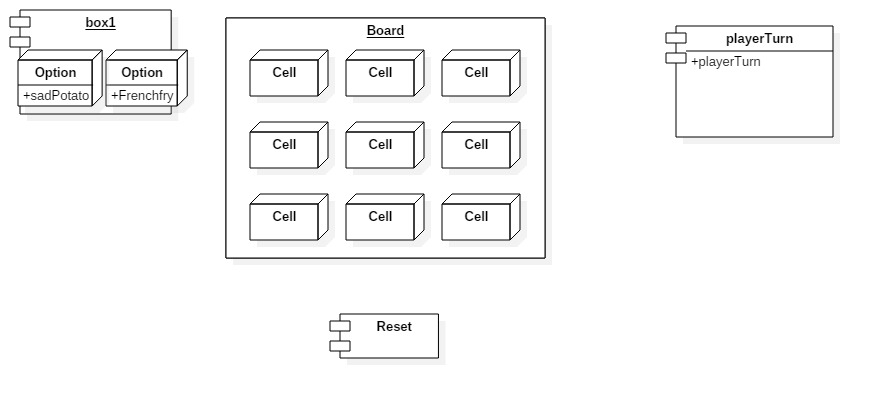 box1
Option
+sadPotato
Option
+Frenchfry
Board
Cell
Cell
Cell
Cell
Cell
Cell
Cell
Cell
Cell
playerTurn
+playerTurn
Reset